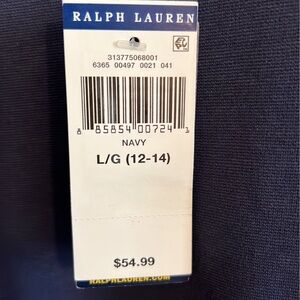 RALPH LAUREN
313775068001
6365 00497 0021 041
8 85854 00724 1
NAVY
L/G (12-14)
$54.99
RALPHLAUREN.COM